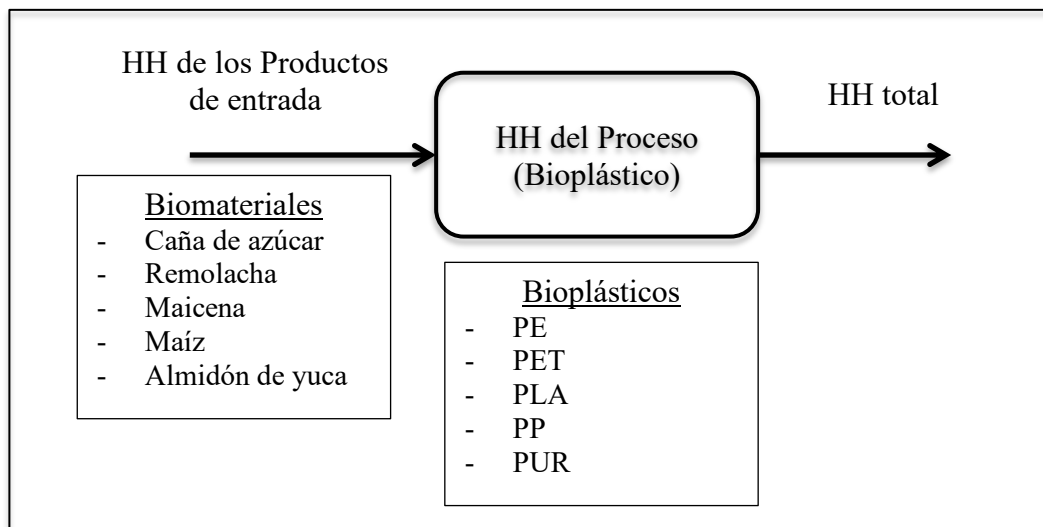 HH de los Productos
de entrada
HH del Proceso
(Bioplástico)
HH total
Biomateriales
- Caña de azúcar
- Remolacha
- Maicena
- Maíz
- Almidón de yuca
Bioplásticos
- PE
- PET
- PLA
- PP
- PUR